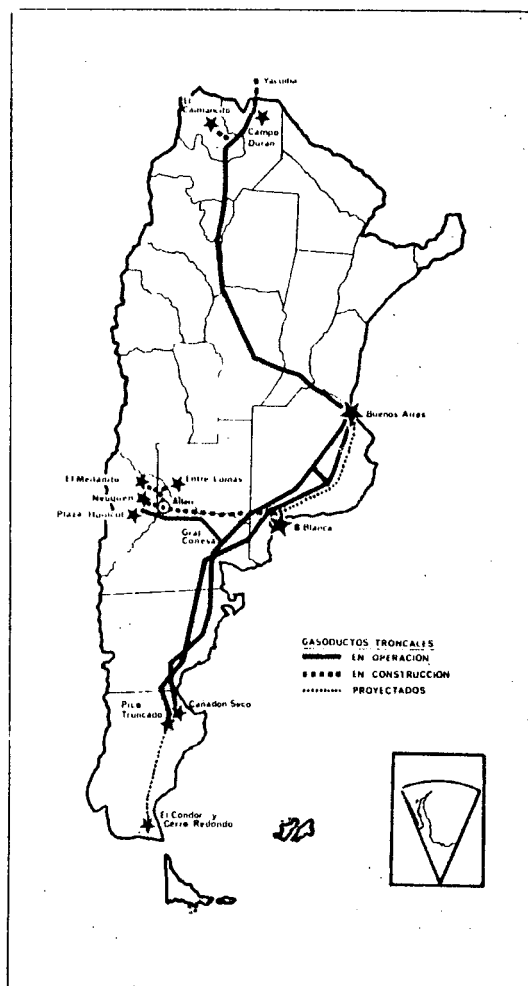 Yacuiba
El
Caimancito
Campo
Duran
Buenos Aires
El Medanito
Entre Lomas
Neuquen
Allen
Plaza Huincul
B Blanca
Gral
Conesa
GASODUCTOS TRONCALES
EN OPERACION
EN CONSTRUCCION
PROYECTADOS
Pico
Truncado
Cañadon Seco
El Condor y
Cerro Redondo